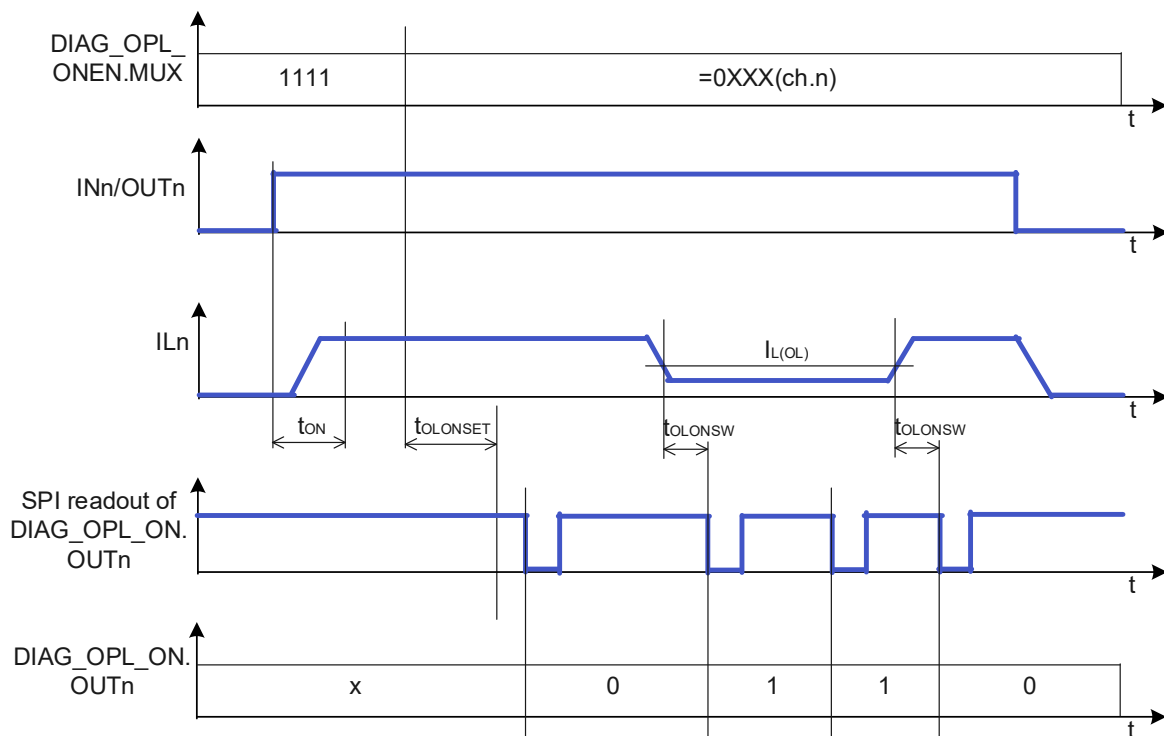 DIAG_OPL_
ONEN.MUX
1111
=0XXX(ch.n)
t
INn/OUTn
t
ILn
IL(OL)
t
tON
tOLONSET
tOLONSW
tOLONSW
SPI readout of
DIAG_OPL_ON.
OUTn
t
DIAG_OPL_ON.
OUTn
x
0
1
1
0
t